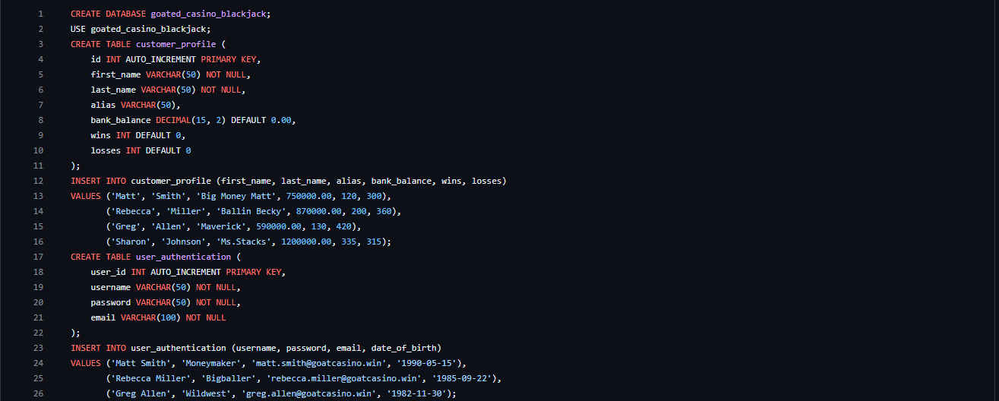 1 CREATE DATABASE goated_casino_blackjack;
2 USE goated_casino_blackjack;
3 CREATE TABLE customer_profile (
4 id INT AUTO_INCREMENT PRIMARY KEY,
5 first_name VARCHAR(50) NOT NULL,
6 last_name VARCHAR(50) NOT NULL,
7 alias VARCHAR(50),
8 bank_balance DECIMAL(15, 2) DEFAULT 0.00,
9 wins INT DEFAULT 0,
10 losses INT DEFAULT 0
11 );
12 INSERT INTO customer_profile (first_name, last_name, alias, bank_balance, wins, losses)
13 VALUES ('Matt', 'Smith', 'Big Money Matt', 750000.00, 120, 300),
14 ('Rebecca', 'Miller', 'Ballin Becky', 870000.00, 200, 360),
15 ('Greg', 'Allen', 'Maverick', 590000.00, 130, 420),
16 ('Sharon', 'Johnson', 'Ms.Stacks', 1200000.00, 335, 315);
17 CREATE TABLE user_authentication (
18 user_id INT AUTO_INCREMENT PRIMARY KEY,
19 username VARCHAR(50) NOT NULL,
20 password VARCHAR(50) NOT NULL,
21 email VARCHAR(100) NOT NULL
22 );
23 INSERT INTO user_authentication (username, password, email, date_of_birth)
24 VALUES ('Matt Smith', 'Moneymaker', 'matt.smith@goatcasino.win', '1990-05-15'),
25 ('Rebecca Miller', 'Bigballer', 'rebecca.miller@goatcasino.win', '1985-09-22'),
26 ('Greg Allen', 'Wildwest', 'greg.allen@goatcasino.win', '1982-11-30');